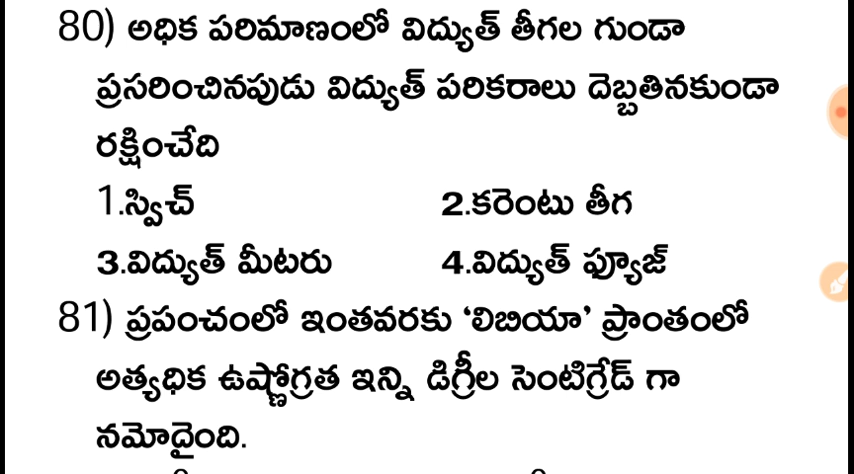 80) అధిక పరిమాణంలో విద్యుత్ తీగల గుండా
ప్రసరించినపుడు విద్యుత్ పరికరాలు దెబ్బతినకుండా
రక్షించేది
1.స్విచ్ 2.కరెంటు తీగ
3.విద్యుత్ మీటరు 4.విద్యుత్ ఫ్యూజ్
81) ప్రపంచంలో ఇంతవరకు ‘లిబియా’ ప్రాంతంలో
అత్యధిక ఉష్ణోగ్రత ఇన్ని డిగ్రీల సెంటిగ్రేడ్ గా
నమోదైంది.